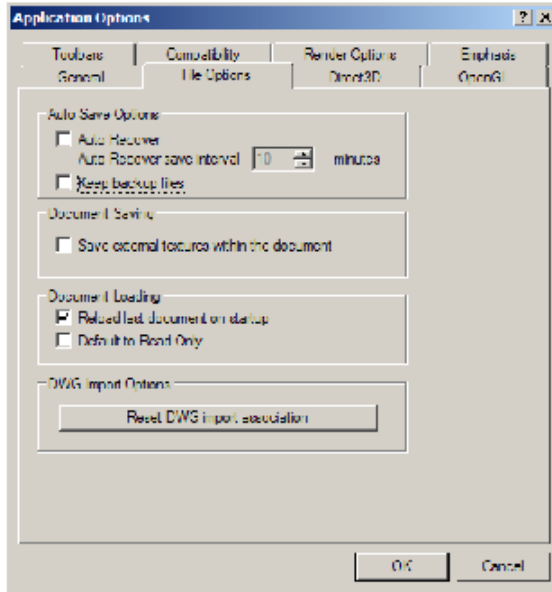 Application Options
Toolbars Compatibility Render Options Emphasis
General File Options Direct3D OpenGL
Auto Save Options
Auto Recover
Auto Recover save interval 10 minutes
Keep backup files
Document Saving
Save external textures within the document
Document Loading
Reload last document on startup
Default to Read Only
DWG Import Options
Reset DWG import association
OK Cancel